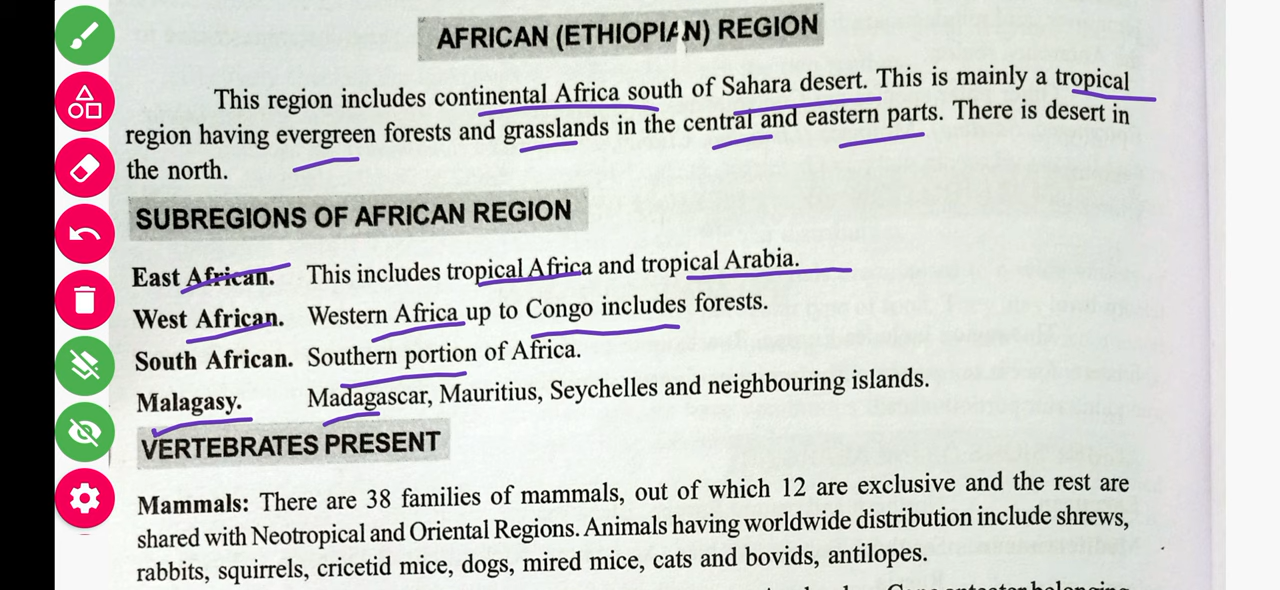 AFRICAN (ETHIOPIAN) REGION
This region includes continental Africa south of Sahara desert. This is mainly a tropical
region having evergreen forests and grasslands in the central and eastern parts. There is desert in
the north.
SUBREGIONS OF AFRICAN REGION
East African. This includes tropical Africa and tropical Arabia.
West African. Western Africa up to Congo includes forests.
South African. Southern portion of Africa.
Malagasy. Madagascar, Mauritius, Seychelles and neighbouring islands.
VERTEBRATES PRESENT
Mammals: There are 38 families of mammals, out of which 12 are exclusive and the rest are
shared with Neotropical and Oriental Regions. Animals having worldwide distribution include shrews,
rabbits, squirrels, cricetid mice, dogs, mired mice, cats and bovids, antilopes.